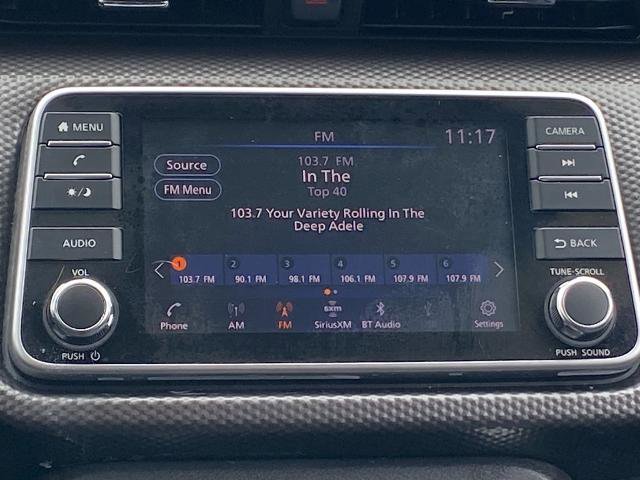 FM
11:17
MENU
CAMERA
Source
103.7 FM
In The
Top 40
FM Menu
103.7 Your Variety Rolling In The
Deep Adele
AUDIO
BACK
1 2 3 4 5 6
103.7 FM 90.1 FM 98.1 FM 106.1 FM 107.9 FM 107.9 FM
VOL
TUNE·SCROLL
sxm
Phone AM FM SiriusXM BT Audio Settings
PUSH
PUSH SOUND